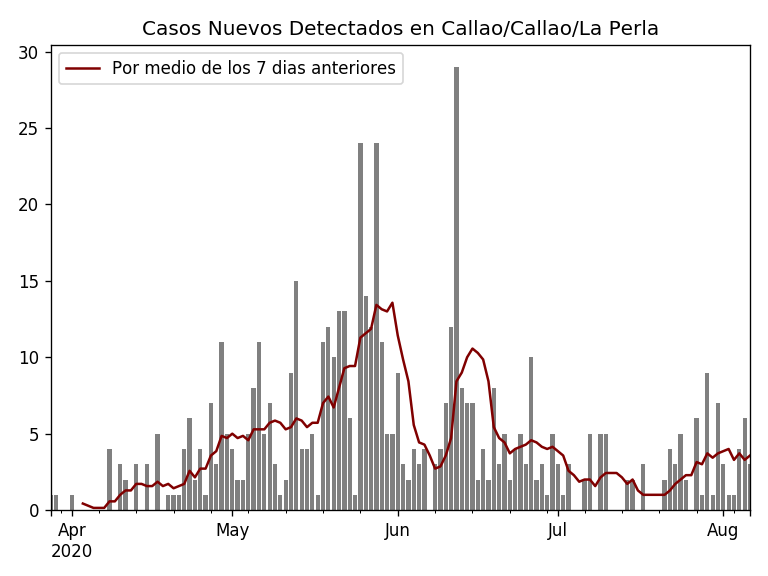 Casos Nuevos Detectados en Callao/Callao/La Perla
Por medio de los 7 dias anteriores
30
25
20
15
10
5
0
Apr May Jun Jul Aug
2020